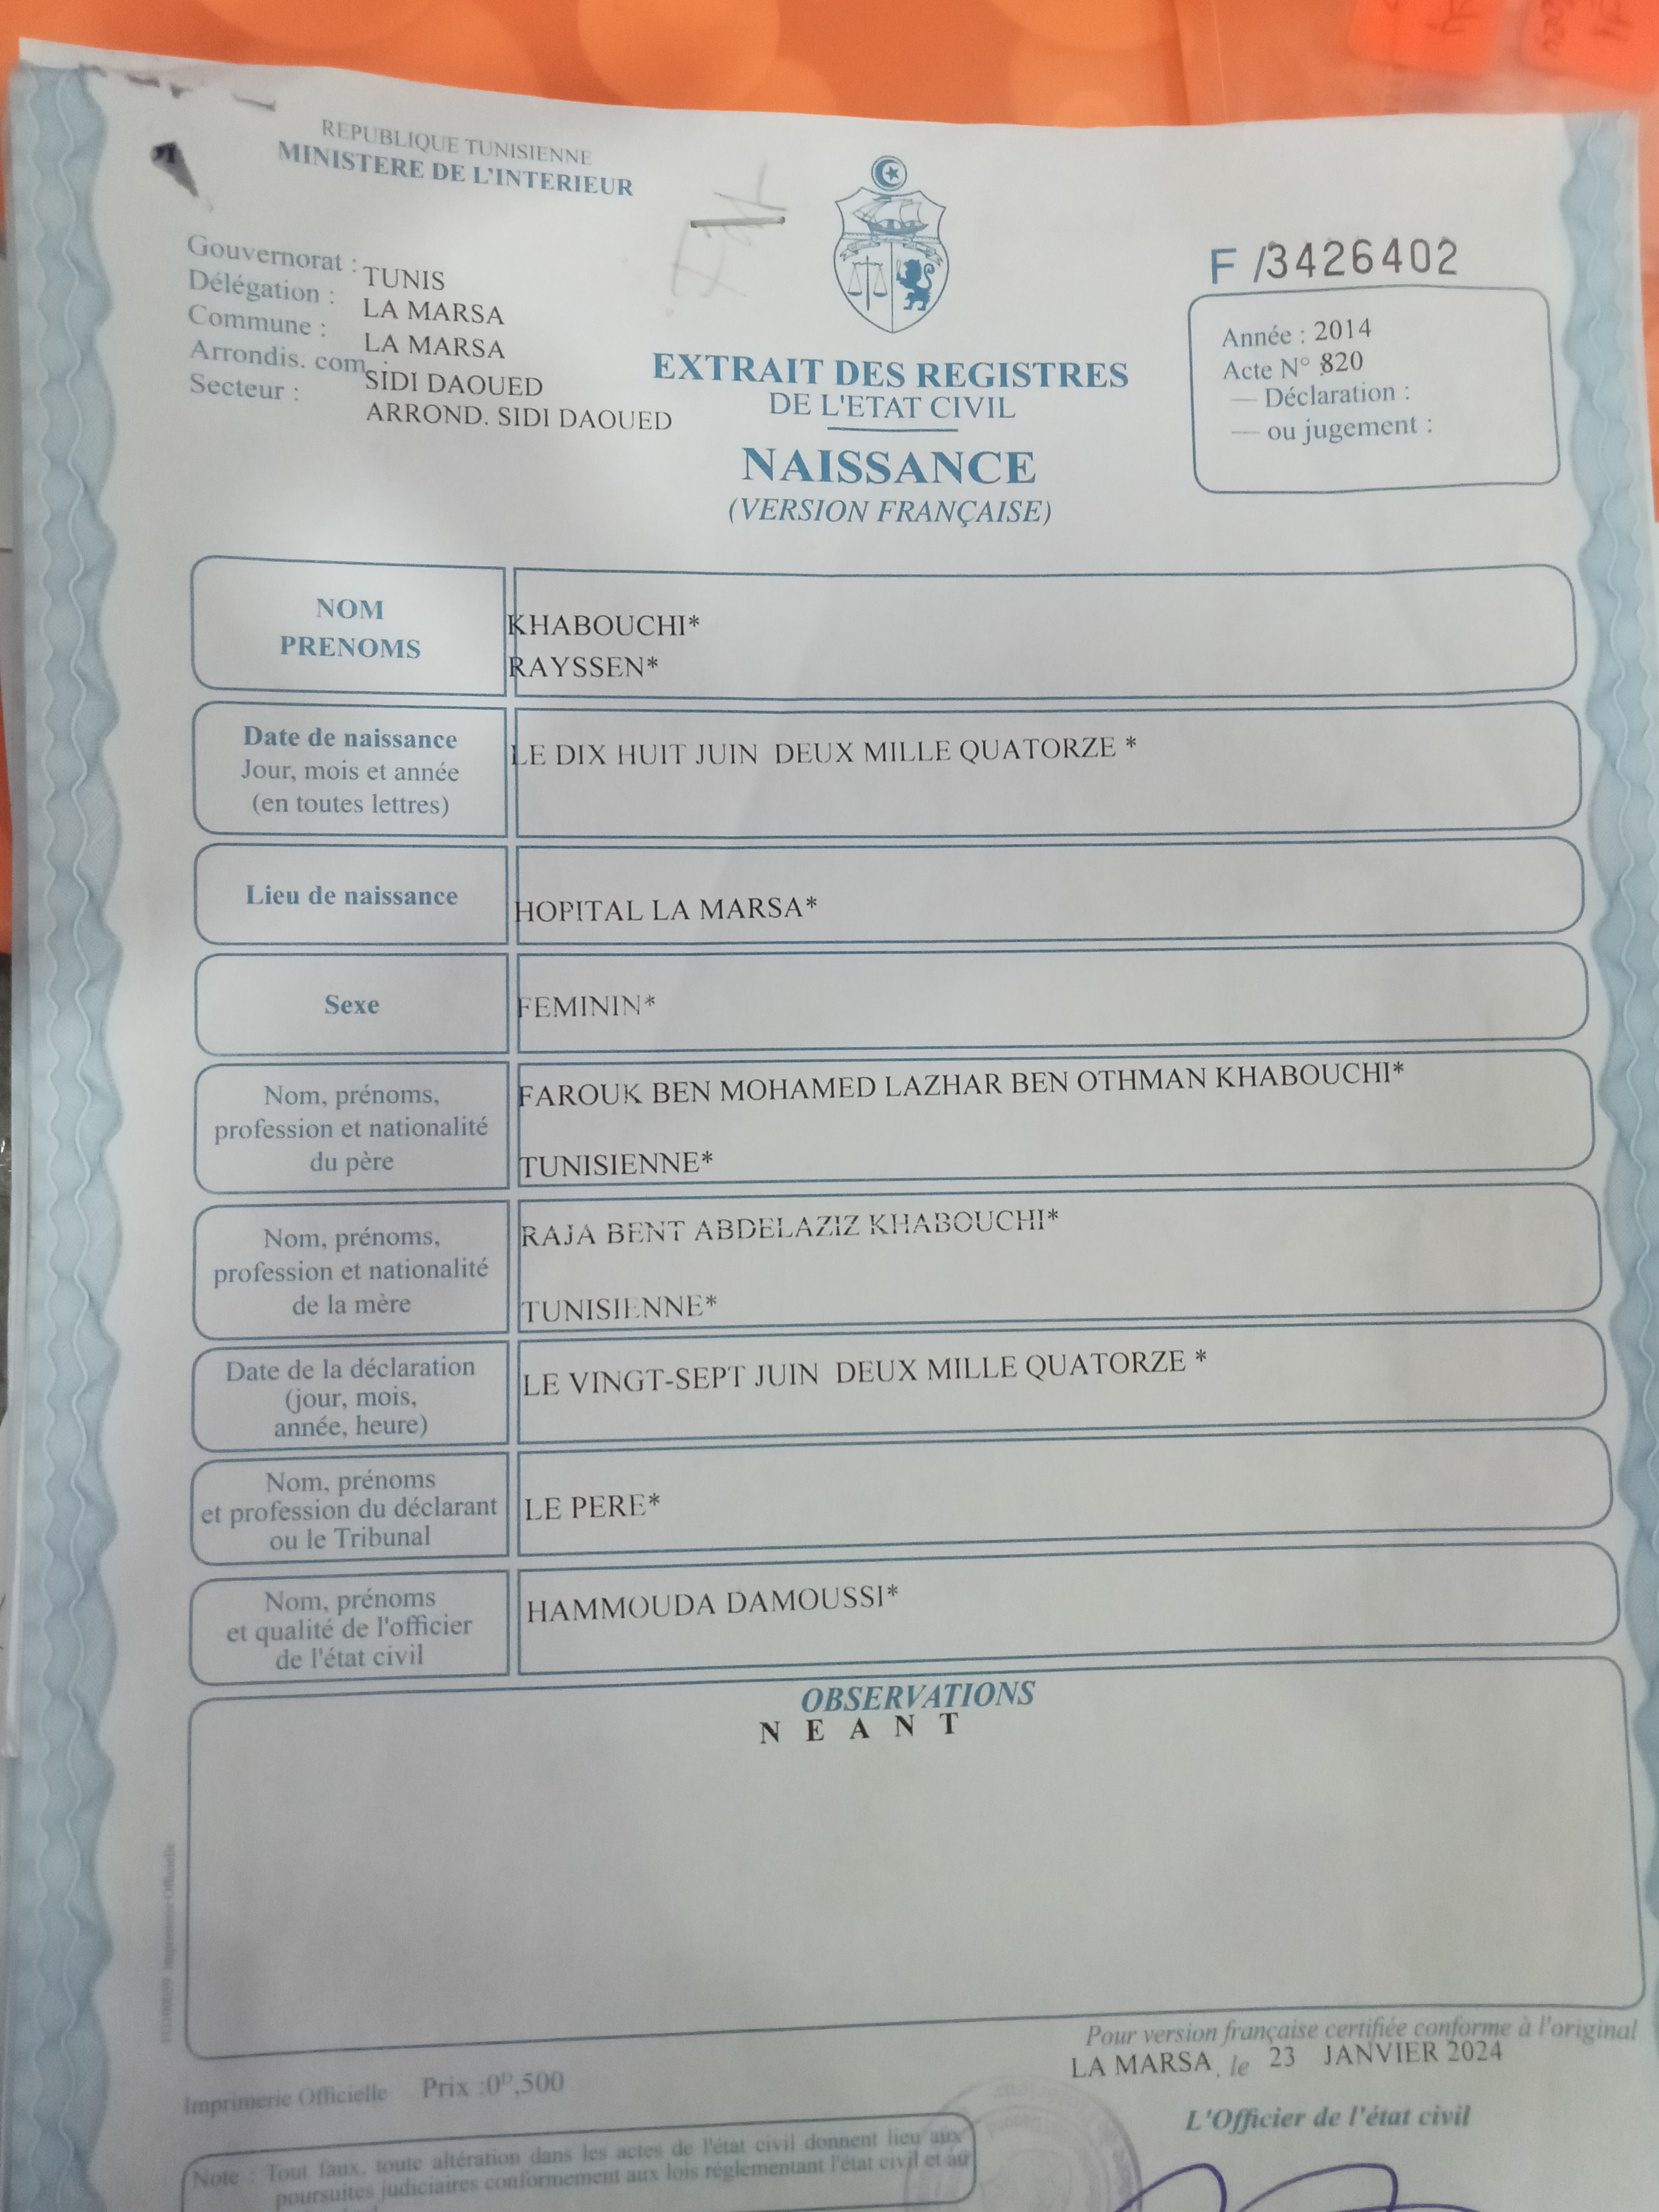 REPUBLIQUE TUNISIENNE
MINISTERE DE L'INTERIEUR
Gouvernorat : TUNIS
Délégation : LA MARSA
Commune : LA MARSA
Arrondis. com : SIDI DAOUED
Secteur : ARROND. SIDI DAOUED
F /3426402
Année : 2014
Acte N° 820
— Déclaration :
— ou jugement :
EXTRAIT DES REGISTRES
DE L'ETAT CIVIL
NAISSANCE
(VERSION FRANÇAISE)
NOM
PRENOMS
KHABOUCHI*
RAYSSEN*
Date de naissance
Jour, mois et année
(en toutes lettres)
LE DIX HUIT JUIN DEUX MILLE QUATORZE *
Lieu de naissance
HOPITAL LA MARSA*
Sexe
FEMININ*
Nom, prénoms,
profession et nationalité
du père
FAROUK BEN MOHAMED LAZHAR BEN OTHMAN KHABOUCHI*
TUNISIENNE*
Nom, prénoms,
profession et nationalité
de la mère
RAJA BENT ABDELAZIZ KHABOUCHI*
TUNISIENNE*
Date de la déclaration
(jour, mois,
année, heure)
LE VINGT-SEPT JUIN DEUX MILLE QUATORZE *
Nom, prénoms
et profession du déclarant
ou le Tribunal
LE PERE*
Nom, prénoms
et qualité de l'officier
de l'état civil
HAMMOUDA DAMOUSSI*
OBSERVATIONS
N E A N T
Imprimerie Officielle
Pour version française certifiée conforme à l'original
LA MARSA, le 23 JANVIER 2024
Imprimerie Officielle Prix :0ᴰ,500
L'Officier de l'état civil
Note : Tout faux, toute altération dans les actes de l'état civil donnent lieu aux
poursuites judiciaires conformement aux lois réglementant l'état civil et au